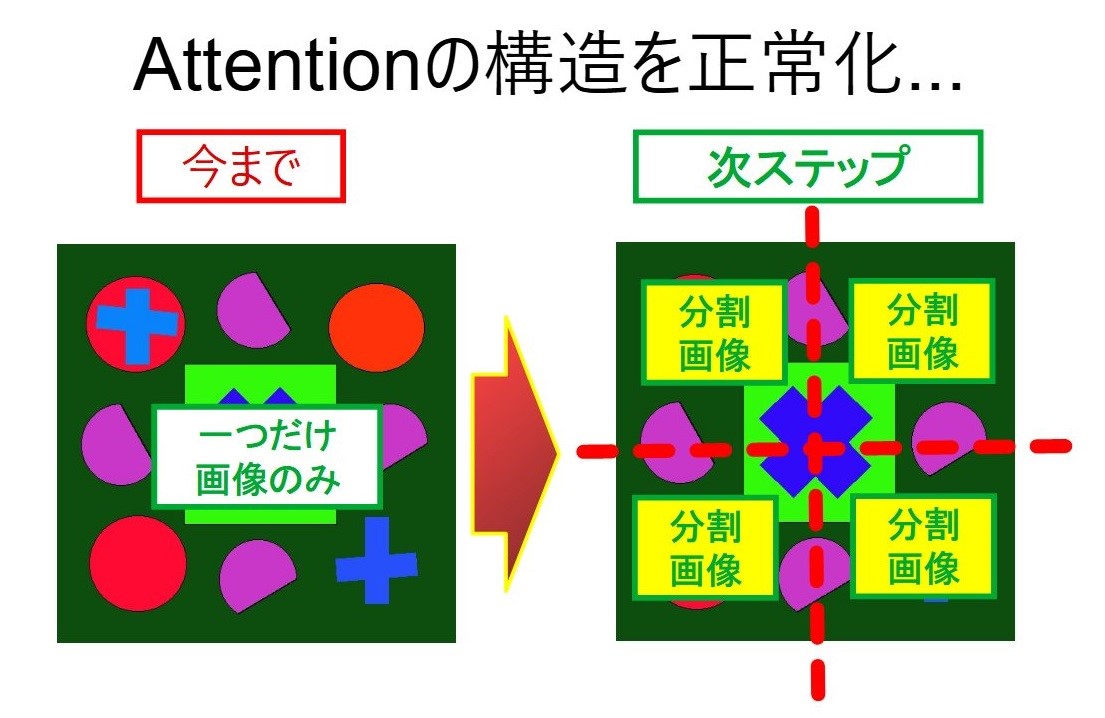 Attentionの構造を正常化...
今まで
次ステップ
一つだけ
画像のみ
分割
画像
分割
画像
分割
画像
分割
画像